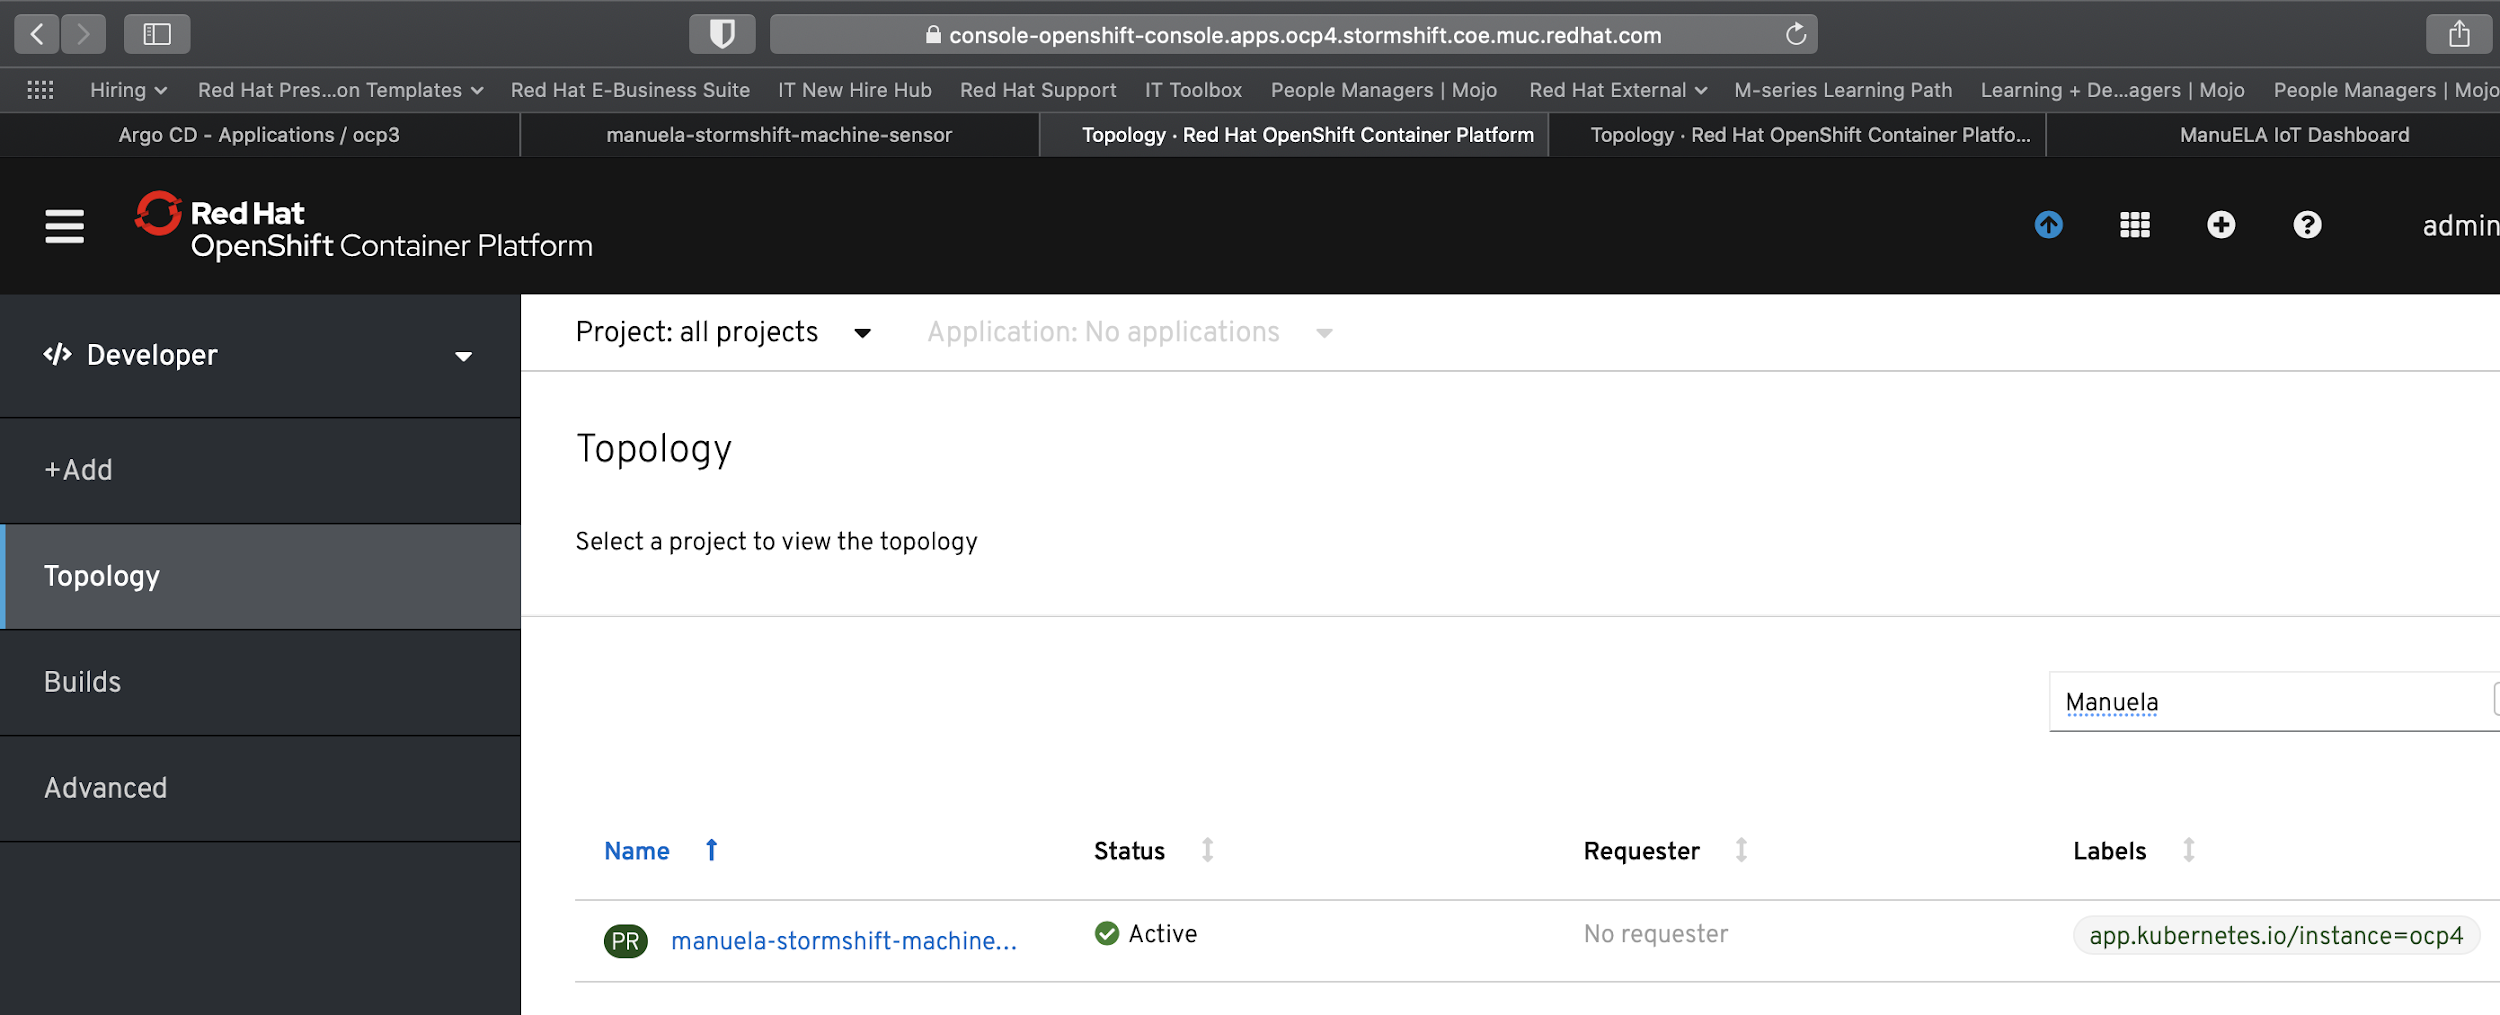 console-openshift-console.apps.ocp4.stormshift.coe.muc.redhat.com
Hiring Red Hat Pres...on Templates Red Hat E-Business Suite IT New Hire Hub Red Hat Support IT Toolbox People Managers | Mojo Red Hat External M-series Learning Path Learning + De...agers | Mojo People Managers | Mojo
Argo CD - Applications / ocp3 manuela-stormshift-machine-sensor Topology · Red Hat OpenShift Container Platform Topology · Red Hat OpenShift Container Platfo... ManuELA IoT Dashboard
Red Hat
OpenShift Container Platform
? admin
</> Developer
Project: all projects Application: No applications
+Add
Topology
Builds
Advanced
Topology
Select a project to view the topology
Manuela
Name Status Requester Labels
PR manuela-stormshift-machine... Active No requester app.kubernetes.io/instance=ocp4